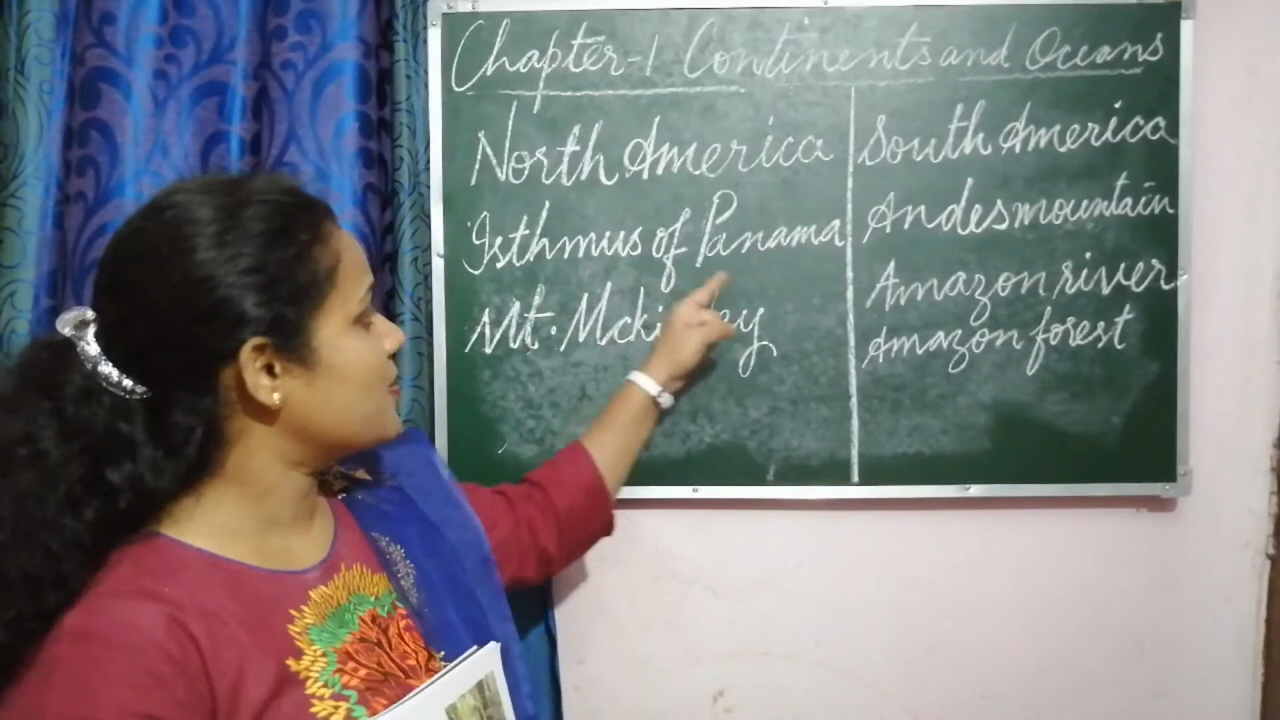 Chapter-1 Continents and Oceans
North America
Isthmus of Panama
Mt. Mckinley
South America
Andes mountain
Amazon river
Amazon forest